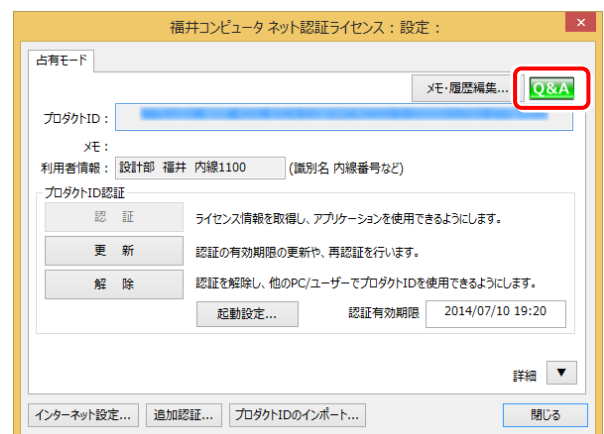 福井コンピュータ ネット認証ライセンス：設定：
占有モード
メモ・履歴編集... Q&A
プロダクトID：
メモ：
利用者情報： 設計部 福井 内線1100 (識別名 内線番号など)
プロダクトID認証
認 証 ライセンス情報を取得し、アプリケーションを使用できるようにします。
更 新 認証の有効期限の更新や、再認証を行います。
解 除 認証を解除し、他のPC/ユーザーでプロダクトIDを使用できるようにします。
起動設定... 認証有効期限 2014/07/10 19:20
詳細 ▼
インターネット設定... 追加認証... プロダクトIDのインポート... 閉じる